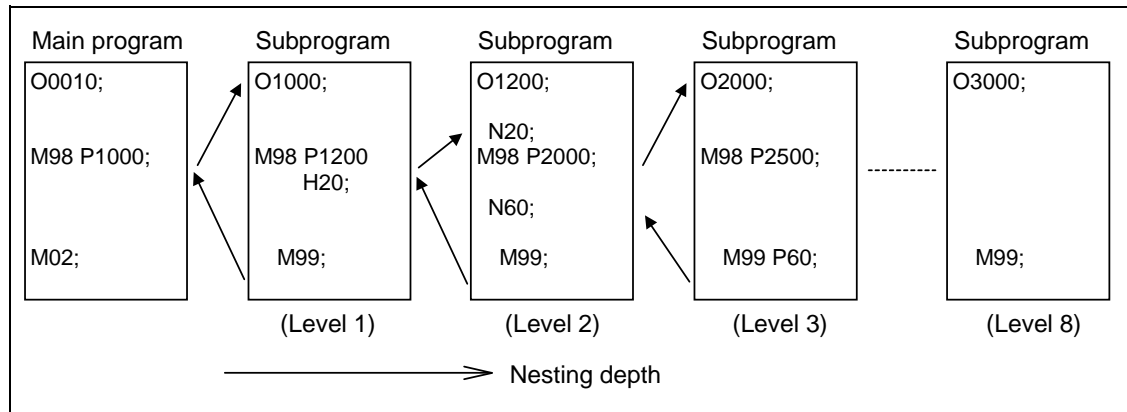 Main program
O0010;
M98 P1000;
M02;
Subprogram
O1000;
M98 P1200
H20;
M99;
(Level 1)
Subprogram
O1200;
N20;
M98 P2000;
N60;
M99;
(Level 2)
Subprogram
O2000;
M98 P2500;
M99 P60;
(Level 3)
Subprogram
O3000;
M99;
(Level 8)
Nesting depth